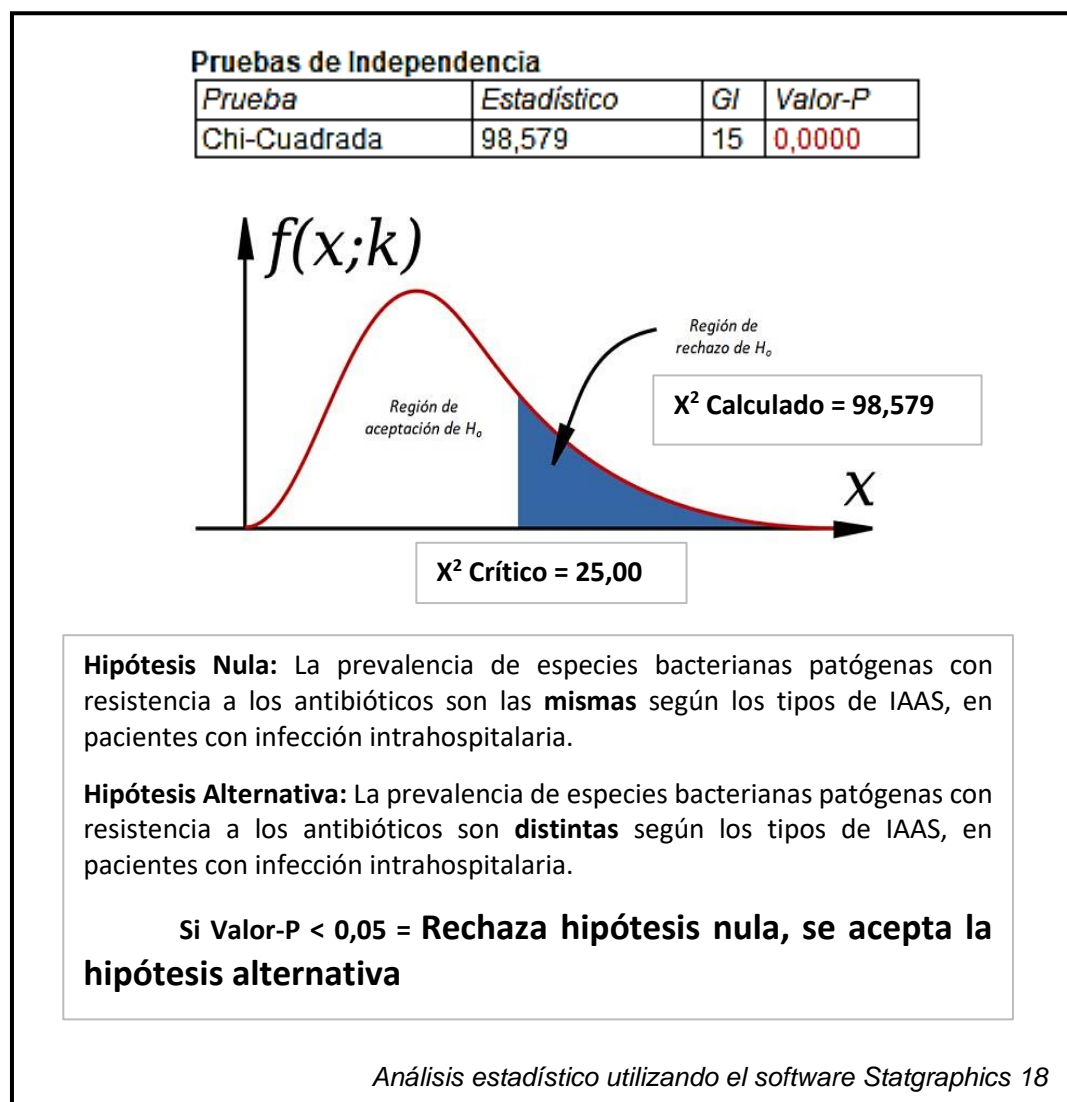 Pruebas de Independencia
Prueba Estadístico Gl Valor-P
Chi-Cuadrada 98,579 15 0,0000
f(x;k)
Región de
rechazo de H₀
X² Calculado = 98,579
Región de
aceptación de H₀
X
X² Crítico = 25,00
Hipótesis Nula: La prevalencia de especies bacterianas patógenas con
resistencia a los antibióticos son las mismas según los tipos de IAAS, en
pacientes con infección intrahospitalaria.
Hipótesis Alternativa: La prevalencia de especies bacterianas patógenas con
resistencia a los antibióticos son distintas según los tipos de IAAS, en
pacientes con infección intrahospitalaria.
Si Valor-P < 0,05 = Rechaza hipótesis nula, se acepta la
hipótesis alternativa
Análisis estadístico utilizando el software Statgraphics 18